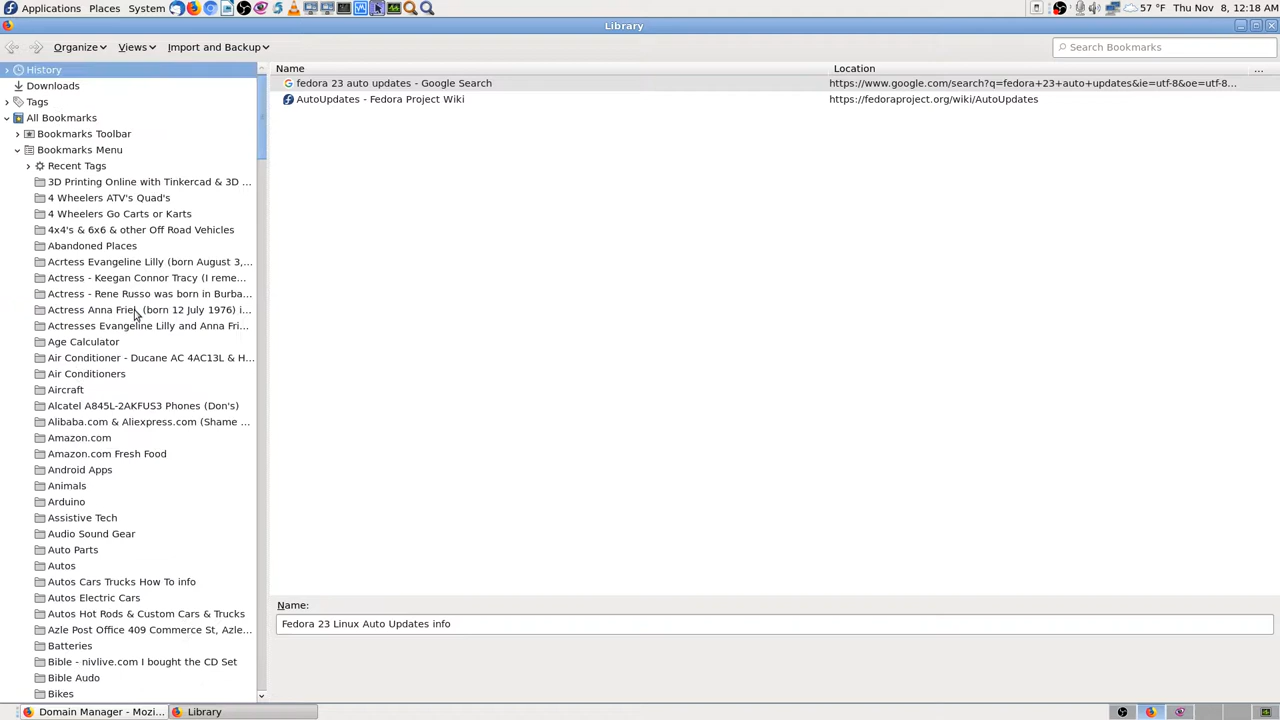 Applications Places System 57 °F Thu Nov 8, 12:18 AM
Library
Organize Views Import and Backup Search Bookmarks
History
Downloads
Tags
All Bookmarks
Bookmarks Toolbar
Bookmarks Menu
Recent Tags
3D Printing Online with Tinkercad & 3D ...
4 Wheelers ATV's Quad's
4 Wheelers Go Carts or Karts
4x4's & 6x6 & other Off Road Vehicles
Abandoned Places
Acrtess Evangeline Lilly (born August 3,...
Actress - Keegan Connor Tracy (I reme...
Actress - Rene Russo was born in Burba...
Actress Anna Friel (born 12 July 1976) i...
Actresses Evangeline Lilly and Anna Fri...
Age Calculator
Air Conditioner - Ducane AC 4AC13L & H...
Air Conditioners
Aircraft
Alcatel A845L-2AKFUS3 Phones (Don's)
Alibaba.com & Aliexpress.com (Shame ...
Amazon.com
Amazon.com Fresh Food
Android Apps
Animals
Arduino
Assistive Tech
Audio Sound Gear
Auto Parts
Autos
Autos Cars Trucks How To info
Autos Electric Cars
Autos Hot Rods & Custom Cars & Trucks
Azle Post Office 409 Commerce St, Azle...
Batteries
Bible - nivlive.com I bought the CD Set
Bible Audo
Bikes
Name Location ...
fedora 23 auto updates - Google Search https://www.google.com/search?q=fedora+23+auto+updates&ie=utf-8&oe=utf-8...
AutoUpdates - Fedora Project Wiki https://fedoraproject.org/wiki/AutoUpdates
Name:
Fedora 23 Linux Auto Updates info
Domain Manager - Mozi... Library